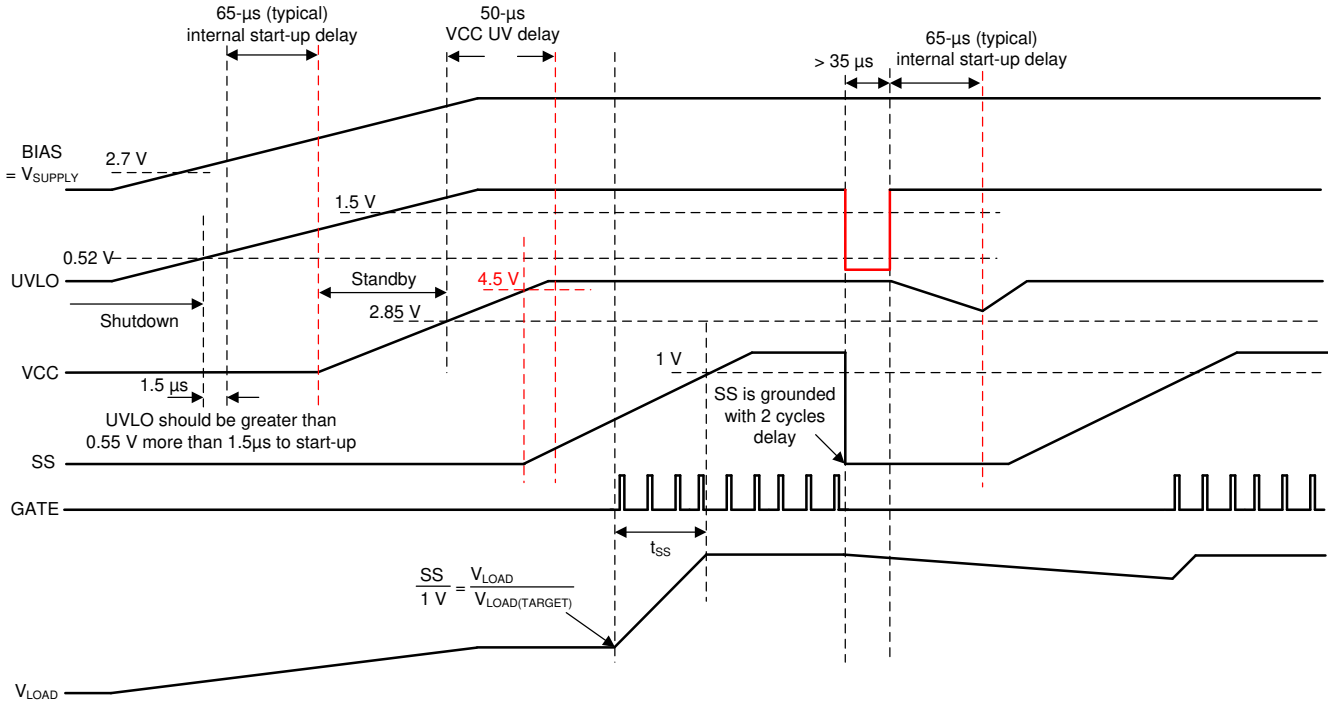 65-µs (typical)
internal start-up delay
50-µs
VCC UV delay
> 35 µs
65-µs (typical)
internal start-up delay
BIAS
= VSUPPLY
2.7 V
1.5 V
0.52 V
UVLO
Standby
4.5 V
Shutdown
2.85 V
VCC
1 V
1.5 µs
UVLO should be greater than
0.55 V more than 1.5µs to start-up
SS is grounded
with 2 cycles
delay
SS
GATE
tSS
SS
1 V
=
VLOAD
VLOAD(TARGET)
VLOAD